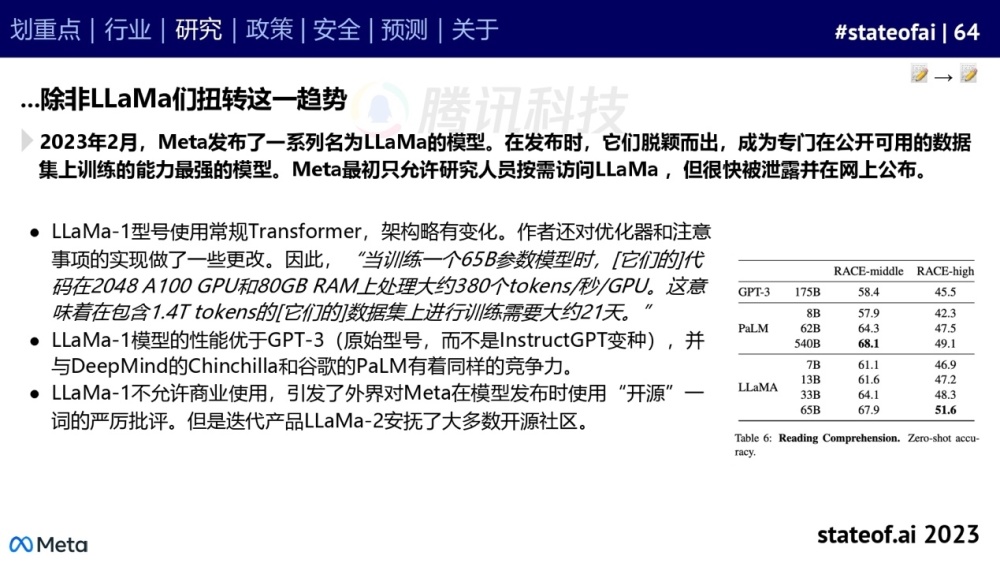 划重点 | 行业 | 研究 | 政策 | 安全 | 预测 | 关于
#stateofai | 64
→
...除非LLaMa们扭转这一趋势
腾讯科技
2023年2月，Meta发布了一系列名为LLaMa的模型。在发布时，它们脱颖而出，成为专门在公开可用的数据
集上训练的能力最强的模型。Meta最初只允许研究人员按需访问LLaMa ，但很快被泄露并在网上公布。
● LLaMa-1型号使用常规Transformer，架构略有变化。作者还对优化器和注意
事项的实现做了一些更改。因此，“当训练一个65B参数模型时，[它们的]代
码在2048 A100 GPU和80GB RAM上处理大约380个tokens/秒/GPU。这意
味着在包含1.4T tokens的[它们的]数据集上进行训练需要大约21天。”
● LLaMa-1模型的性能优于GPT-3（原始型号，而不是InstructGPT变种），并
与DeepMind的Chinchilla和谷歌的PaLM有着同样的竞争力。
● LLaMa-1不允许商业使用，引发了外界对Meta在模型发布时使用“开源”一
词的严厉批评。但是迭代产品LLaMa-2安抚了大多数开源社区。
RACE-middle RACE-high
GPT-3 175B 58.4 45.5
8B 57.9 42.3
PaLM 62B 64.3 47.5
540B 68.1 49.1
7B 61.1 46.9
LLaMA 13B 61.6 47.2
33B 64.1 48.3
65B 67.9 51.6
Table 6: Reading Comprehension. Zero-shot accu-
racy.
Meta
stateof.ai 2023